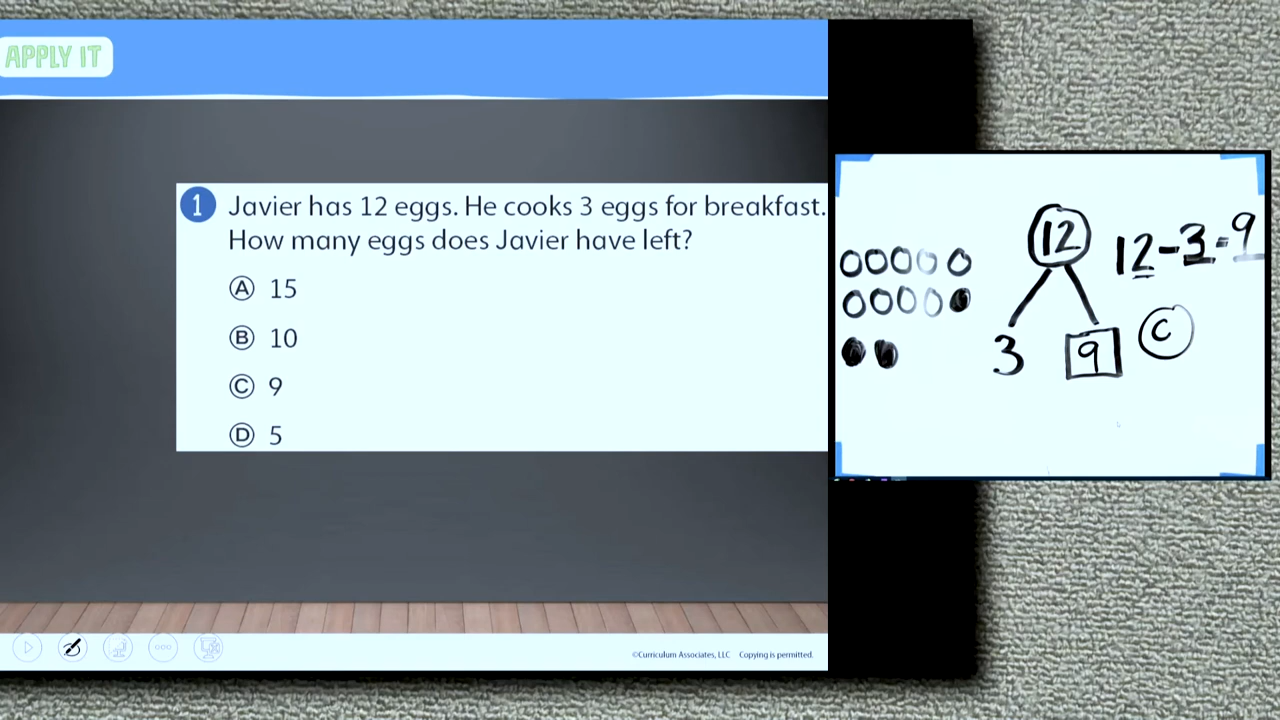 APPLY IT
1 Javier has 12 eggs. He cooks 3 eggs for breakfast.
How many eggs does Javier have left?
A 15
B 10
C 9
D 5
©Curriculum Associates, LLC Copying is permitted.
12
12-3=9
3 9 C